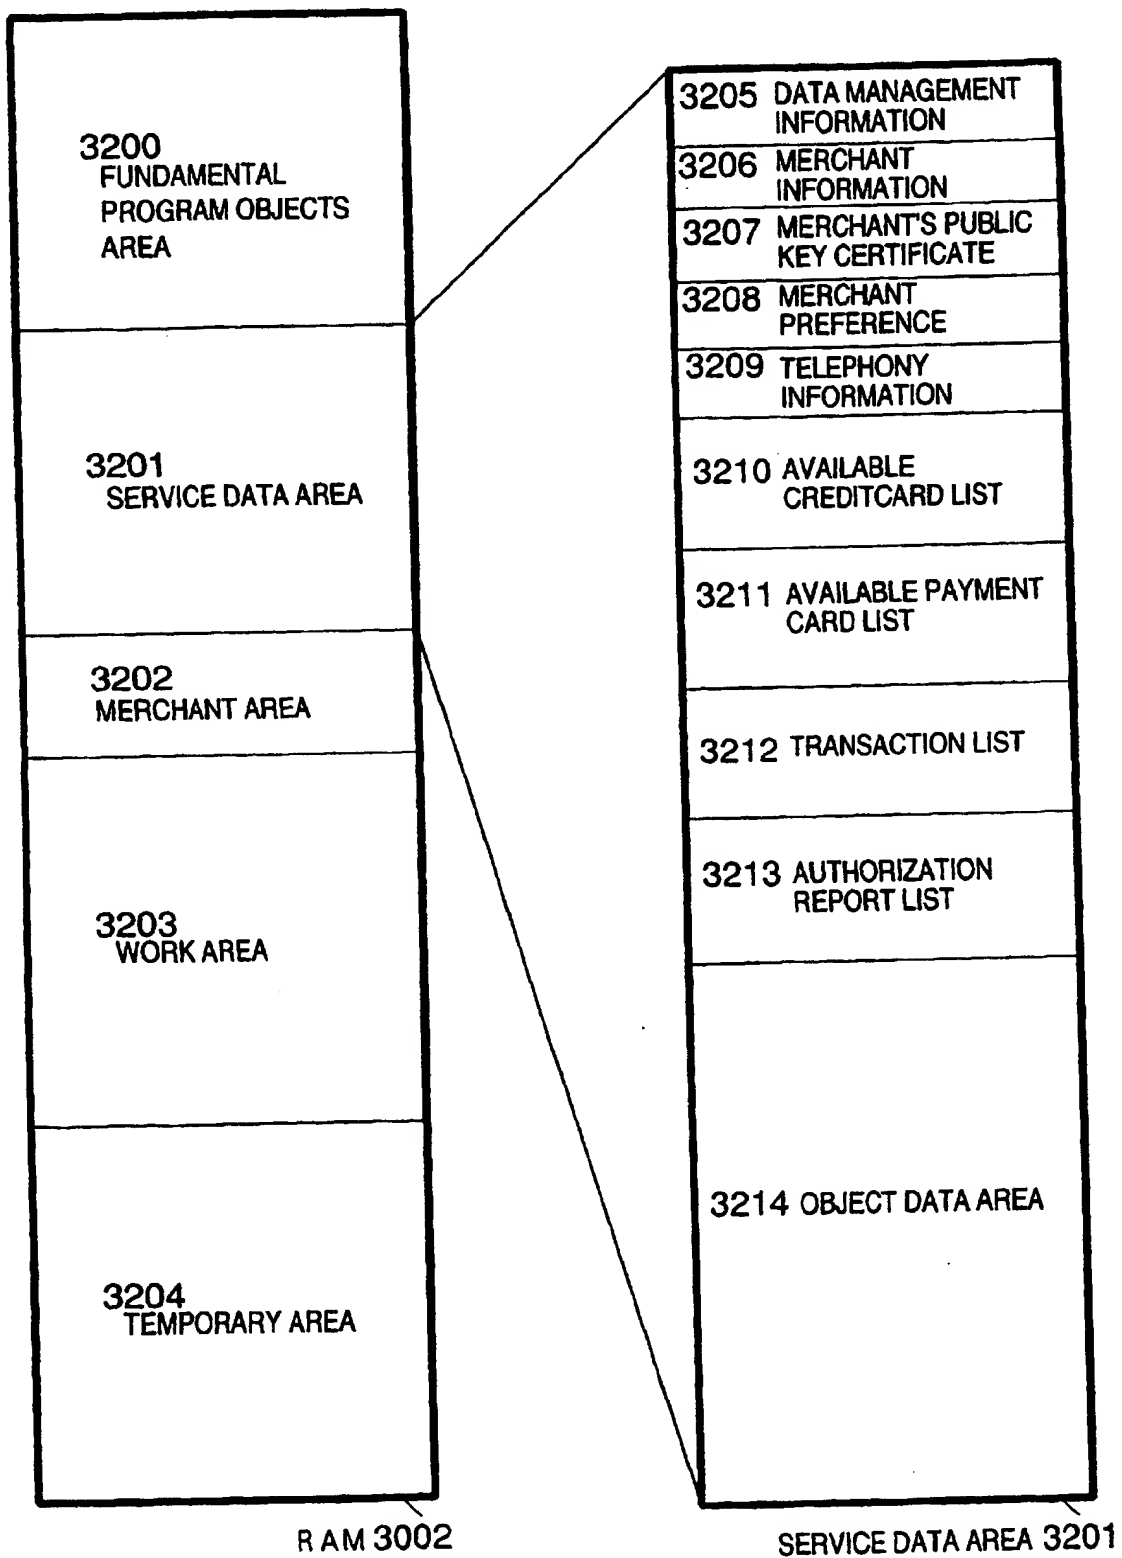 3200
FUNDAMENTAL
PROGRAM OBJECTS
AREA
3201
SERVICE DATA AREA
3202
MERCHANT AREA
3203
WORK AREA
3204
TEMPORARY AREA
RAM 3002
3205 DATA MANAGEMENT
INFORMATION
3206 MERCHANT
INFORMATION
3207 MERCHANT'S PUBLIC
KEY CERTIFICATE
3208 MERCHANT
PREFERENCE
3209 TELEPHONY
INFORMATION
3210 AVAILABLE
CREDITCARD LIST
3211 AVAILABLE PAYMENT
CARD LIST
3212 TRANSACTION LIST
3213 AUTHORIZATION
REPORT LIST
3214 OBJECT DATA AREA
SERVICE DATA AREA 3201